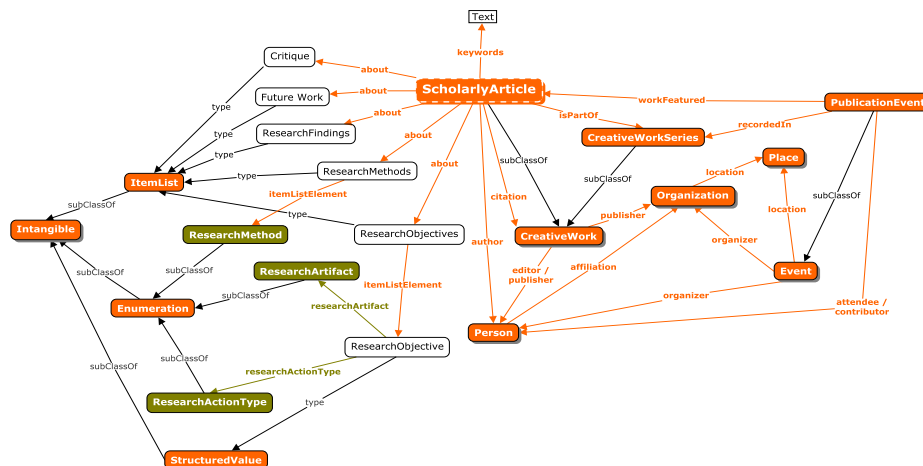 Text
keywords
Critique
about
ScholarlyArticle
Future Work
about
workFeatured
PublicationEvent
type
about
isPartOf
recordedIn
ResearchFindings
about
CreativeWorkSeries
type
type
about
subClassOf
Place
ResearchMethods
location
ItemList
type
subClassOf
subClassOf
itemListElement
citation
Organization
subClassOf
type
publisher
location
Intangible
ResearchMethod
ResearchObjectives
author
CreativeWork
organizer
subClassOf
ResearchArtifact
editor /
publisher
affiliation
Event
subClassOf
subClassOf
itemListElement
organizer
Enumeration
researchArtifact
attendee /
contributor
Person
ResearchObjective
subClassOf
subClassOf
researchActionType
ResearchActionType
type
StructuredValue